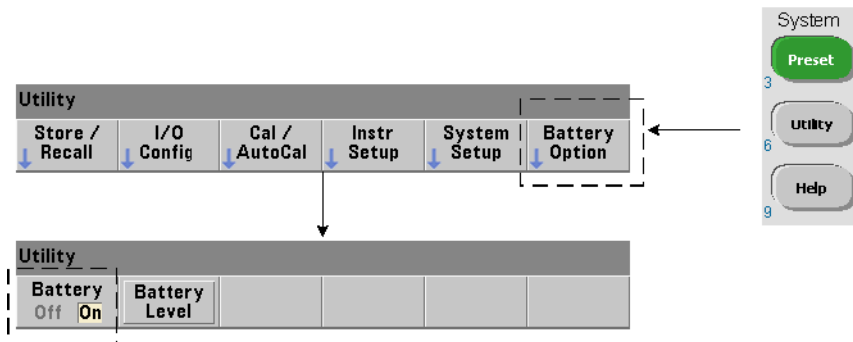 System
Preset
3
Utility
6
Help
9
Utility
Store / Recall
I/O Config
Cal / AutoCal
Instr Setup
System Setup
Battery Option
Utility
Battery
Off On
Battery Level